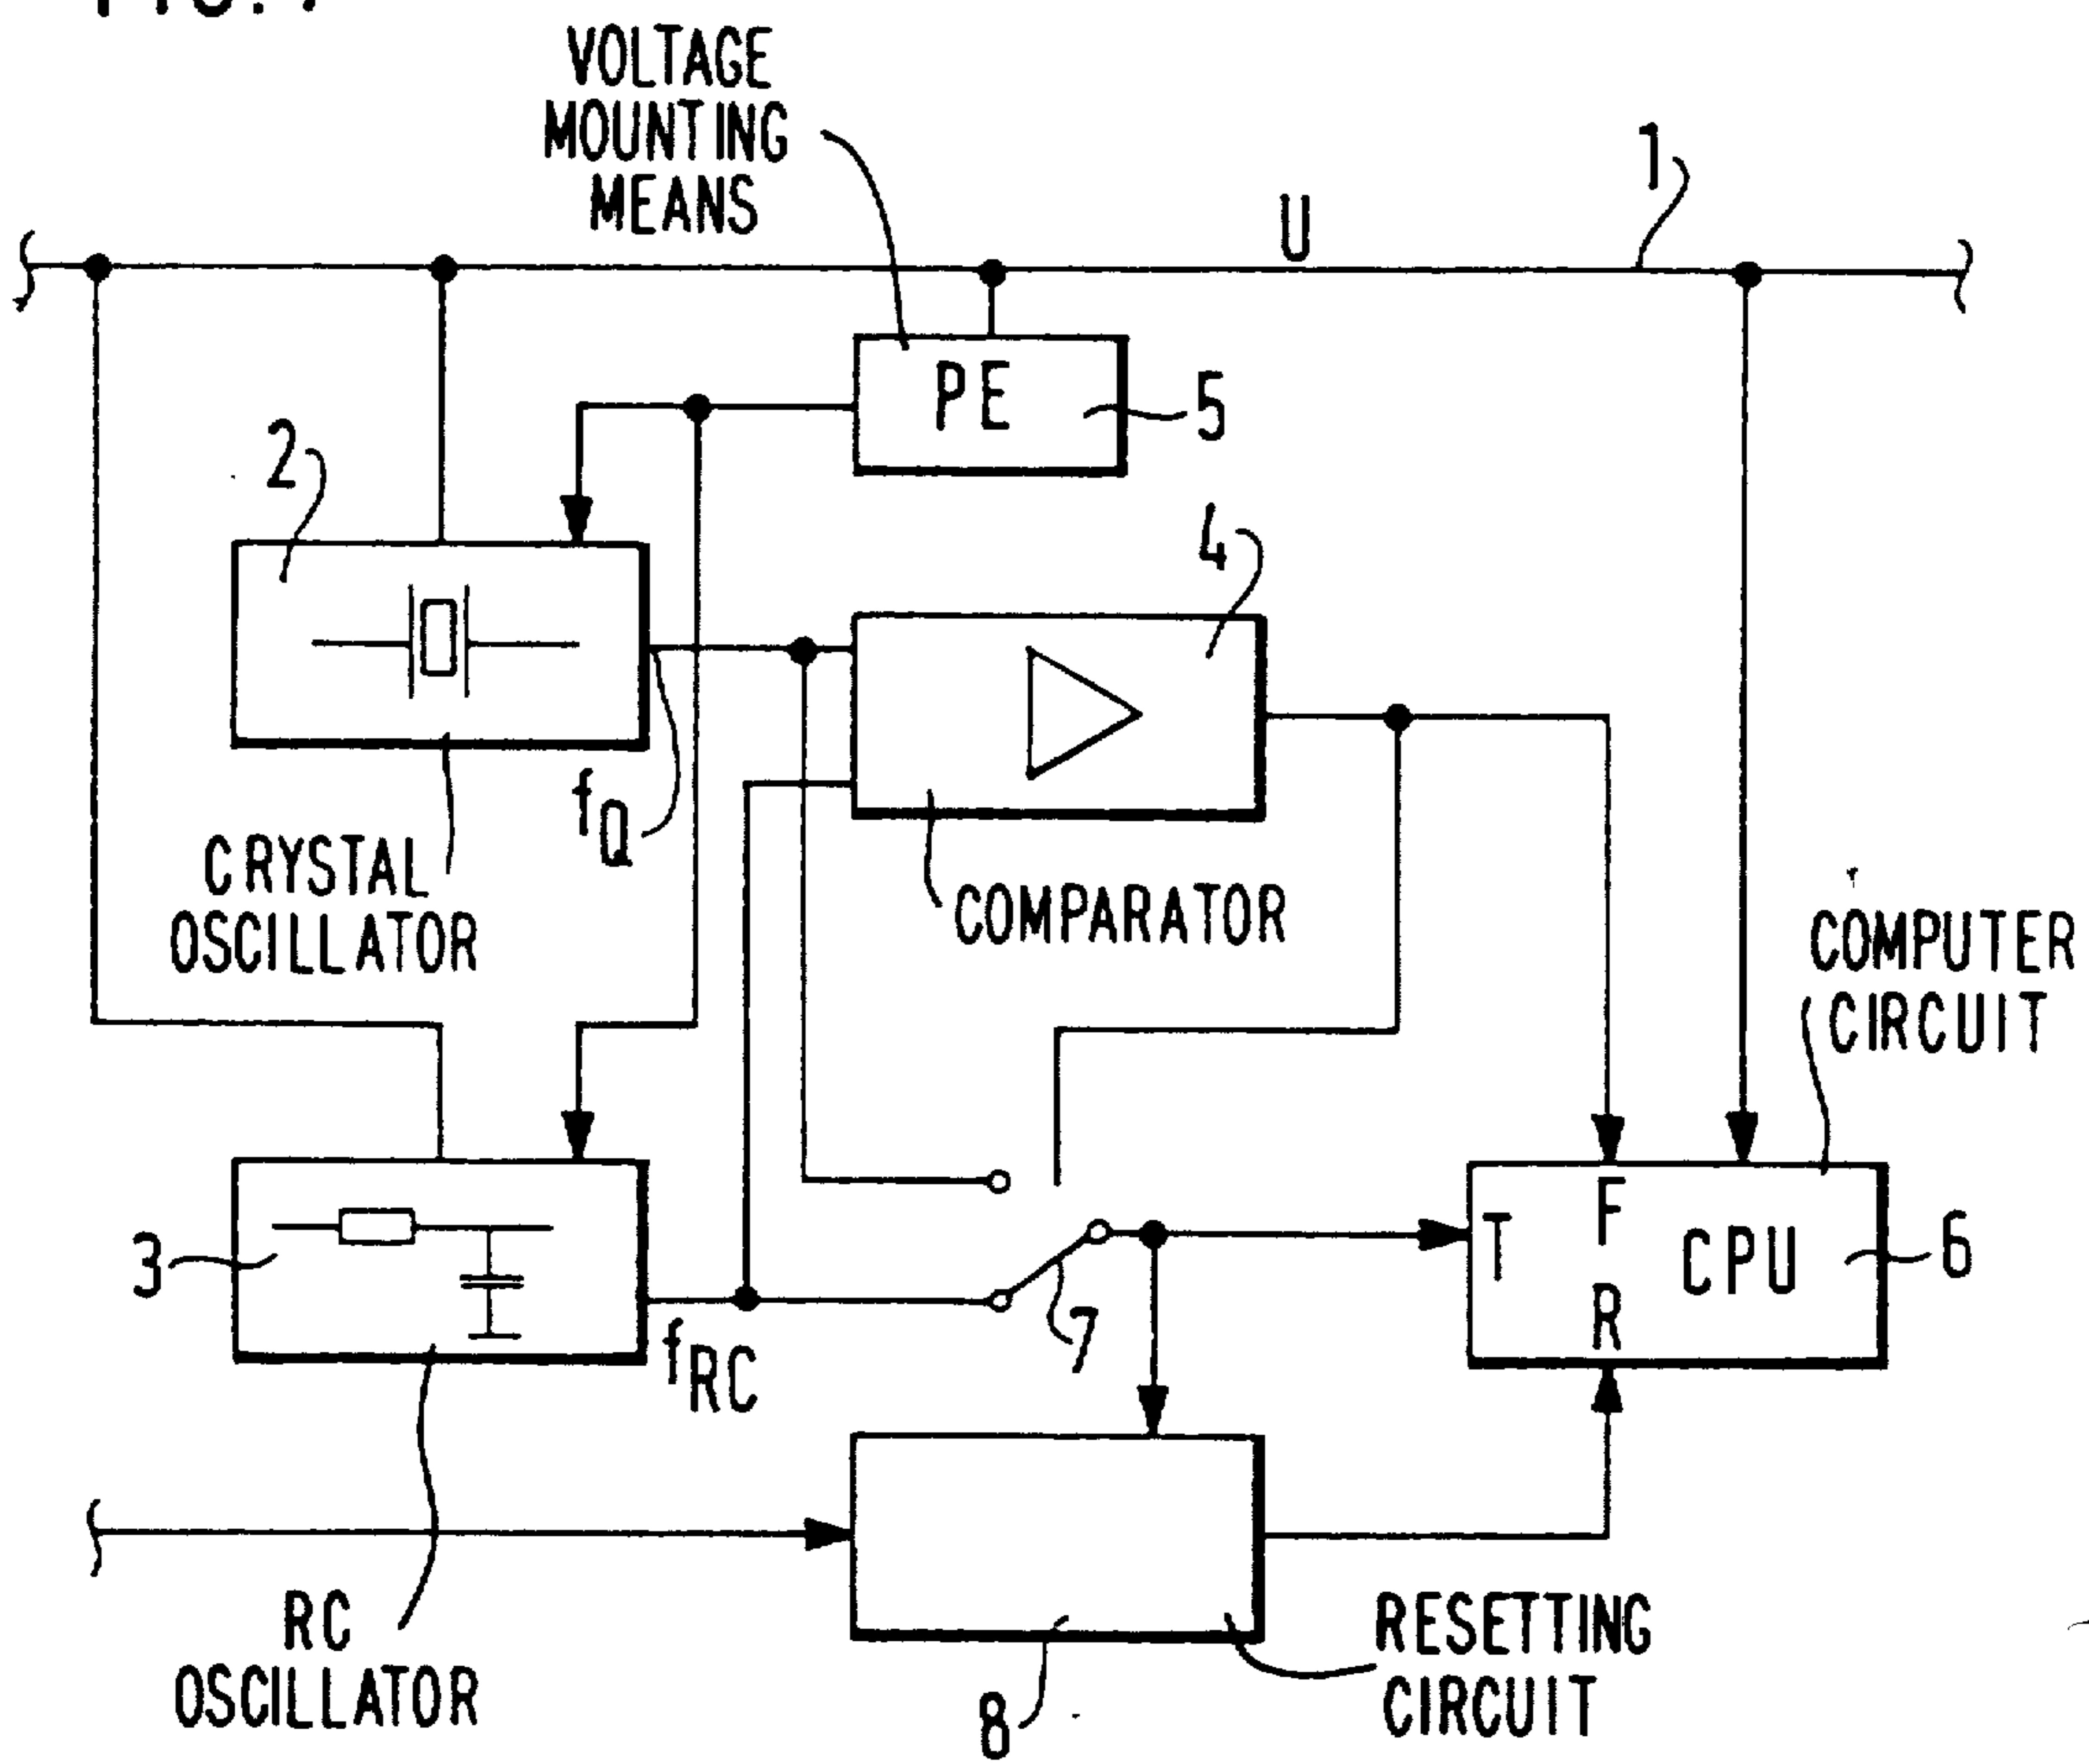 VOLTAGE
MOUNTING
MEANS
1
U
PE
5
2
4
fQ
CRYSTAL
OSCILLATOR
COMPARATOR
COMPUTER
CIRCUIT
3
T
F
CPU
R
6
7
fRC
RC
OSCILLATOR
8
RESETTING
CIRCUIT